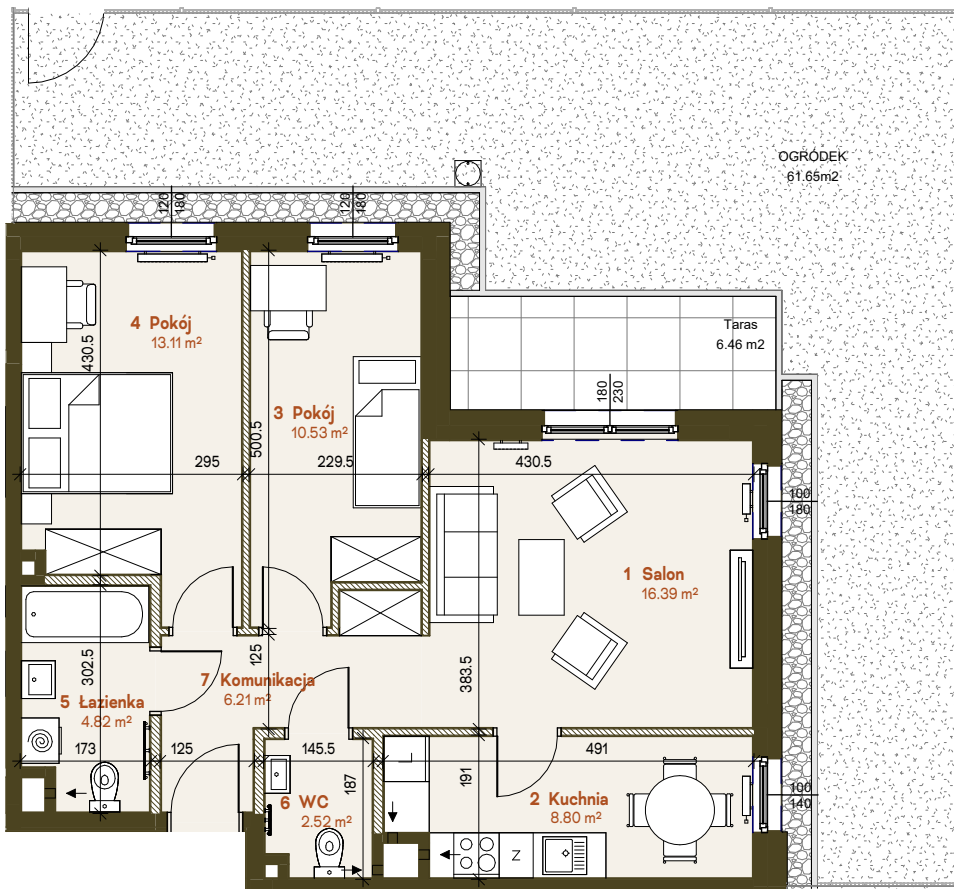 OGRÓDEK
61.65m2
120
180
120
180
4 Pokój
13.11 m²
430.5
Taras
6.46 m2
180
230
3 Pokój
10.53 m²
500.5
295
229.5
430.5
100
180
1 Salon
16.39 m²
125
302.5
383.5
7 Komunikacja
6.21 m²
5 Łazienka
4.82 m²
173
125
145.5
491
187
191
L
100
140
6 WC
2.52 m²
2 Kuchnia
8.80 m²
Z